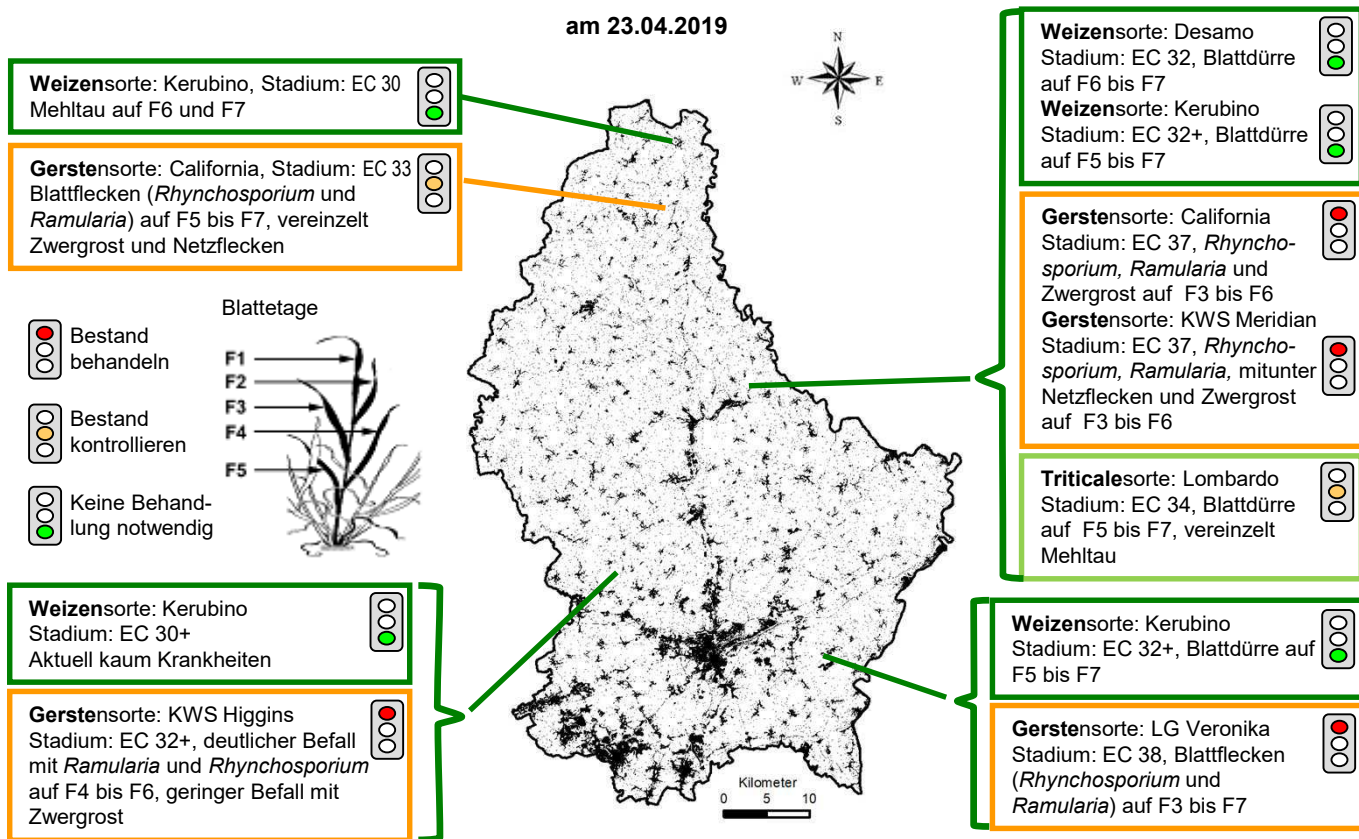 am 23.04.2019
N
W
E
S
Weizensorte: Kerubino, Stadium: EC 30
Mehltau auf F6 und F7
Gerstensorte: California, Stadium: EC 33
Blattflecken (Rhynchosporium und
Ramularia) auf F5 bis F7, vereinzelt
Zwergrost und Netzflecken
Bestand
behandeln
Bestand
kontrollieren
Keine Behand-
lung notwendig
Blattetage
F1
F2
F3
F4
F5
Weizensorte: Kerubino
Stadium: EC 30+
Aktuell kaum Krankheiten
Gerstensorte: KWS Higgins
Stadium: EC 32+, deutlicher Befall
mit Ramularia und Rhynchosporium
auf F4 bis F6, geringer Befall mit
Zwergrost
Weizensorte: Desamo
Stadium: EC 32, Blattdürre
auf F6 bis F7
Weizensorte: Kerubino
Stadium: EC 32+, Blattdürre
auf F5 bis F7
Gerstensorte: California
Stadium: EC 37, Rhyncho-
sporium, Ramularia und
Zwergrost auf F3 bis F6
Gerstensorte: KWS Meridian
Stadium: EC 37, Rhyncho-
sporium, Ramularia, mitunter
Netzflecken und Zwergrost
auf F3 bis F6
Triticalesorte: Lombardo
Stadium: EC 34, Blattdürre
auf F5 bis F7, vereinzelt
Mehltau
Weizensorte: Kerubino
Stadium: EC 32+, Blattdürre auf
F5 bis F7
Gerstensorte: LG Veronika
Stadium: EC 38, Blattflecken
(Rhynchosporium und
Ramularia) auf F3 bis F7
Kilometer
0 5 10